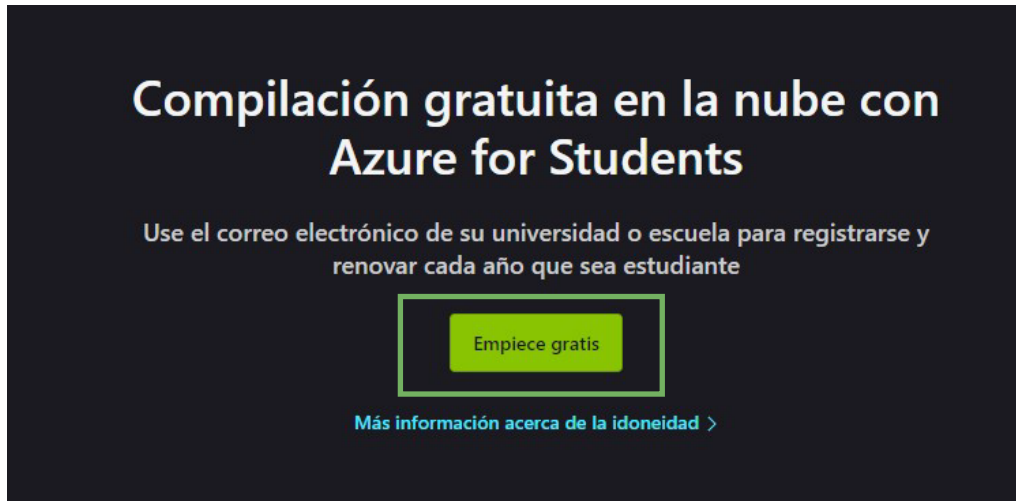 Compilación gratuita en la nube con
Azure for Students
Use el correo electrónico de su universidad o escuela para registrarse y
renovar cada año que sea estudiante
Empiece gratis
Más información acerca de la idoneidad >